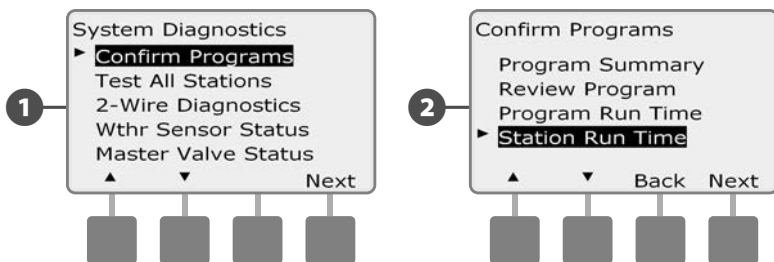 1
System Diagnostics
► Confirm Programs
Test All Stations
2-Wire Diagnostics
Wthr Sensor Status
Master Valve Status
▲ ▼ Next
2
Confirm Programs
Program Summary
Review Program
Program Run Time
► Station Run Time
▲ ▼ Back Next